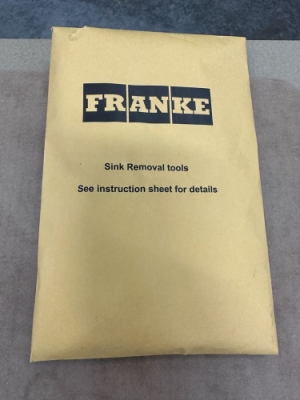 FRANKE
Sink Removal tools
See instruction sheet for details